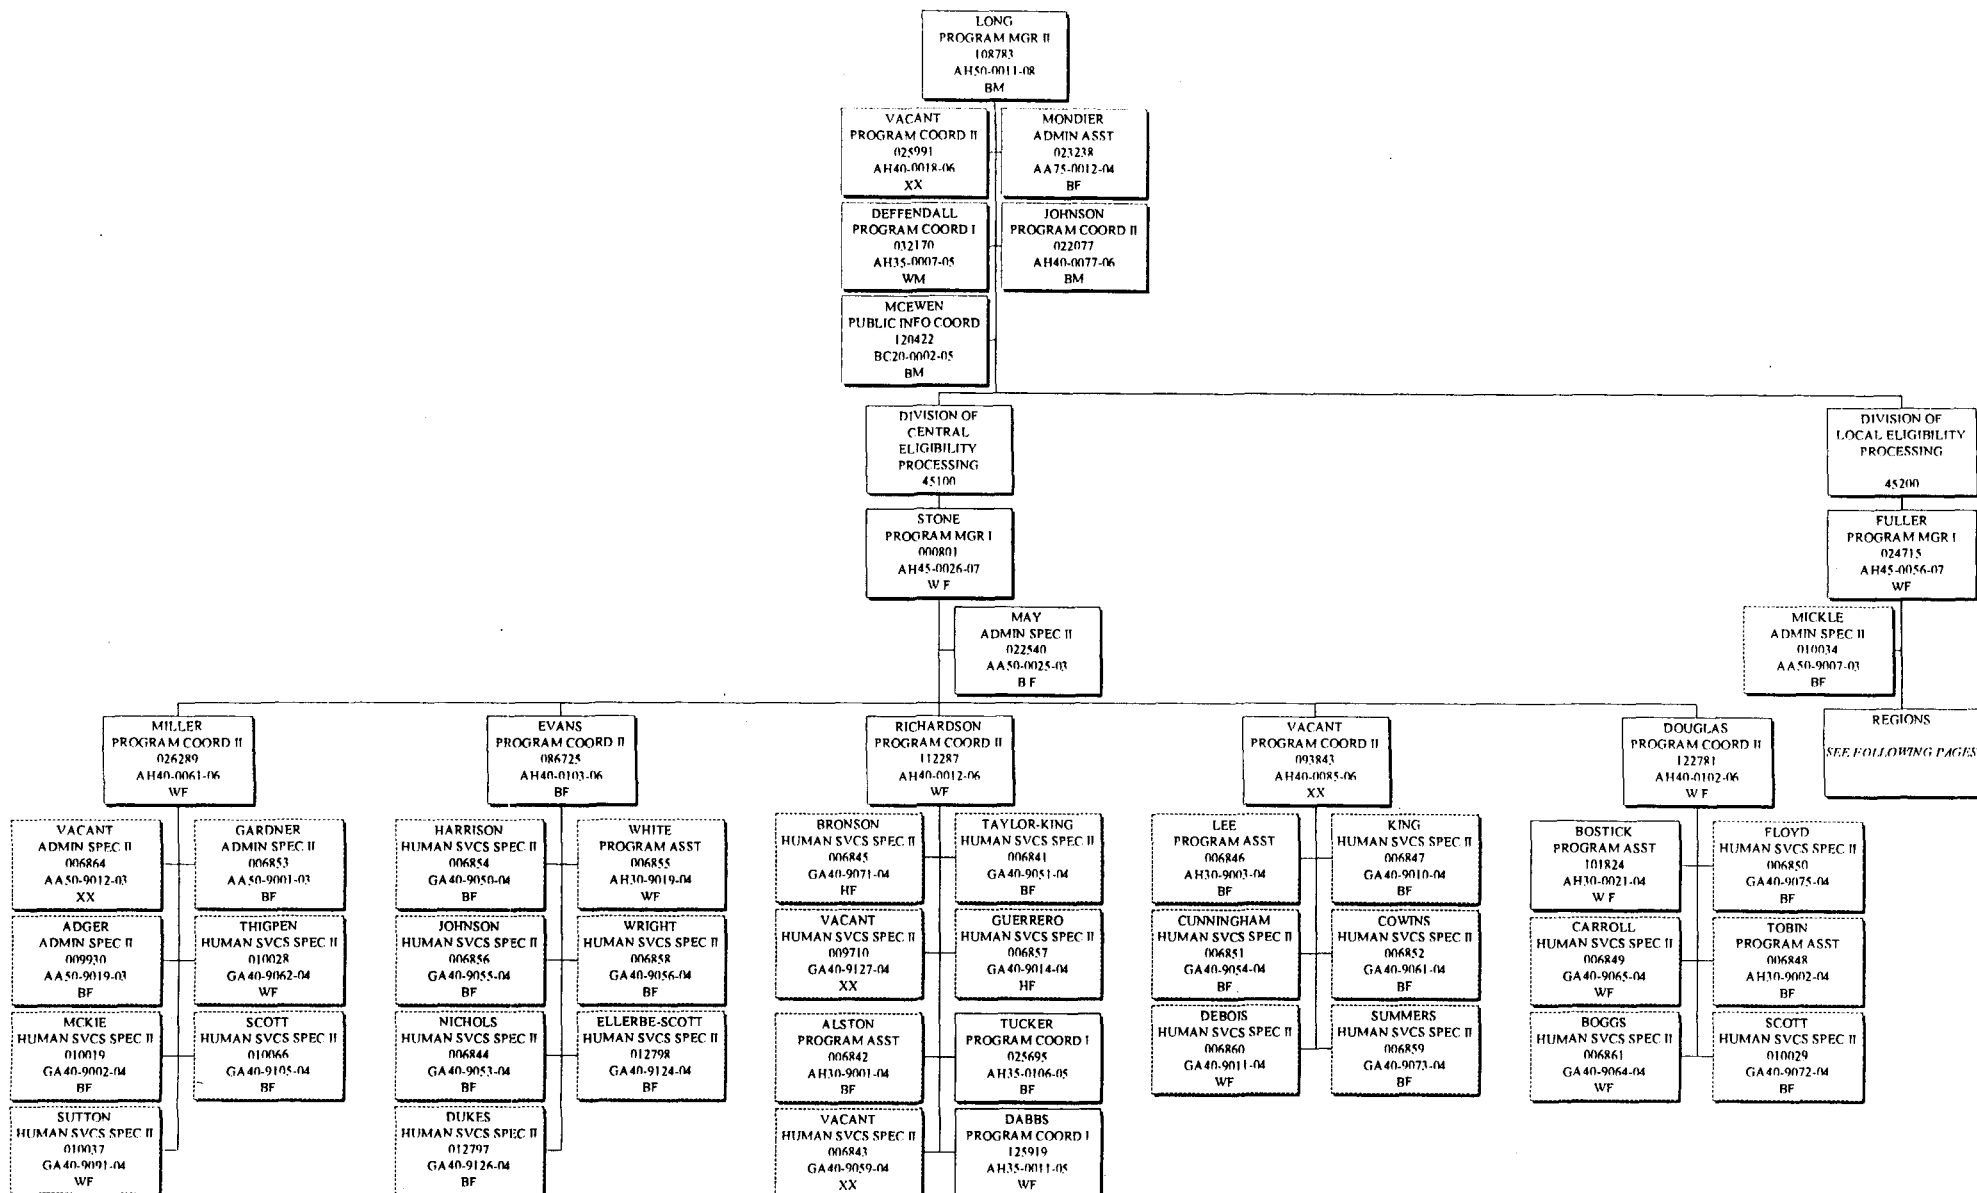 LONG
PROGRAM MGR II
108783
AH50-0011-08
BM
VACANT
PROGRAM COORD II
025991
AH40-0018-06
XX
MONDIER
ADMIN ASST
023238
AA75-0012-04
BF
DEFFENDALL
PROGRAM COORD I
032170
AH35-0007-05
WM
JOHNSON
PROGRAM COORD II
022077
AH40-0077-06
BM
MCEWEN
PUBLIC INFO COORD
120422
BC20-0002-05
BM
DIVISION OF
CENTRAL
ELIGIBILITY
PROCESSING
45100
DIVISION OF
LOCAL ELIGIBILITY
PROCESSING
45200
STONE
PROGRAM MGR I
000801
AH45-0026-07
W F
FULLER
PROGRAM MGR I
024715
AH45-0056-07
WF
MAY
ADMIN SPEC II
022540
AA50-0025-03
B F
MICKLE
ADMIN SPEC II
010034
AA50-9007-03
BF
MILLER
PROGRAM COORD II
026289
AH40-0061-06
WF
EVANS
PROGRAM COORD II
086725
AH40-0103-06
BF
RICHARDSON
PROGRAM COORD II
112287
AH40-0012-06
WF
VACANT
PROGRAM COORD II
093843
AH40-0085-06
XX
DOUGLAS
PROGRAM COORD II
122781
AH40-0102-06
W F
REGIONS
SEE FOLLOWING PAGES
VACANT
ADMIN SPEC II
006864
AA50-9012-03
XX
GARDNER
ADMIN SPEC II
006853
AA50-9001-03
BF
ADGER
ADMIN SPEC II
009930
AA50-9019-03
BF
THIGPEN
HUMAN SVCS SPEC II
010028
GA40-9062-04
WF
MCKIE
HUMAN SVCS SPEC II
010019
GA40-9002-04
BF
SCOTT
HUMAN SVCS SPEC II
010066
GA40-9105-04
BF
SUTTON
HUMAN SVCS SPEC II
010037
GA40-9091-04
WF
HARRISON
HUMAN SVCS SPEC II
006854
GA40-9050-04
BF
WHITE
PROGRAM ASST
006855
AH30-9019-04
WF
JOHNSON
HUMAN SVCS SPEC II
006856
GA40-9055-04
BF
WRIGHT
HUMAN SVCS SPEC II
006858
GA40-9056-04
BF
NICHOLS
HUMAN SVCS SPEC II
006844
GA40-9053-04
BF
ELLERBE-SCOTT
HUMAN SVCS SPEC II
012798
GA40-9124-04
BF
DUKES
HUMAN SVCS SPEC II
012797
GA40-9126-04
BF
BRONSON
HUMAN SVCS SPEC II
006845
GA40-9071-04
HF
TAYLOR-KING
HUMAN SVCS SPEC II
006841
GA40-9051-04
BF
VACANT
HUMAN SVCS SPEC II
009710
GA40-9127-04
XX
GUERRERO
HUMAN SVCS SPEC II
006857
GA40-9014-04
HF
ALSTON
PROGRAM ASST
006842
AH30-9001-04
BF
TUCKER
PROGRAM COORD I
025695
AH35-0106-05
BF
VACANT
HUMAN SVCS SPEC II
006843
GA40-9059-04
XX
DABBS
PROGRAM COORD I
125919
AH35-0011-05
WF
LEE
PROGRAM ASST
006846
AH30-9003-04
BF
KING
HUMAN SVCS SPEC II
006847
GA40-9010-04
BF
CUNNINGHAM
HUMAN SVCS SPEC II
006851
GA40-9054-04
BF
COWINS
HUMAN SVCS SPEC II
006852
GA40-9061-04
BF
DEBOIS
HUMAN SVCS SPEC II
006860
GA40-9011-04
WF
SUMMERS
HUMAN SVCS SPEC II
006859
GA40-9073-04
BF
BOSTICK
PROGRAM ASST
101824
AH30-0021-04
W F
FLOYD
HUMAN SVCS SPEC II
006850
GA40-9075-04
BF
CARROLL
HUMAN SVCS SPEC II
006849
GA40-9065-04
WF
TOBIN
PROGRAM ASST
006848
AH30-9002-04
BF
BOGGS
HUMAN SVCS SPEC II
006861
GA40-9064-04
WF
SCOTT
HUMAN SVCS SPEC II
010029
GA40-9072-04
BF